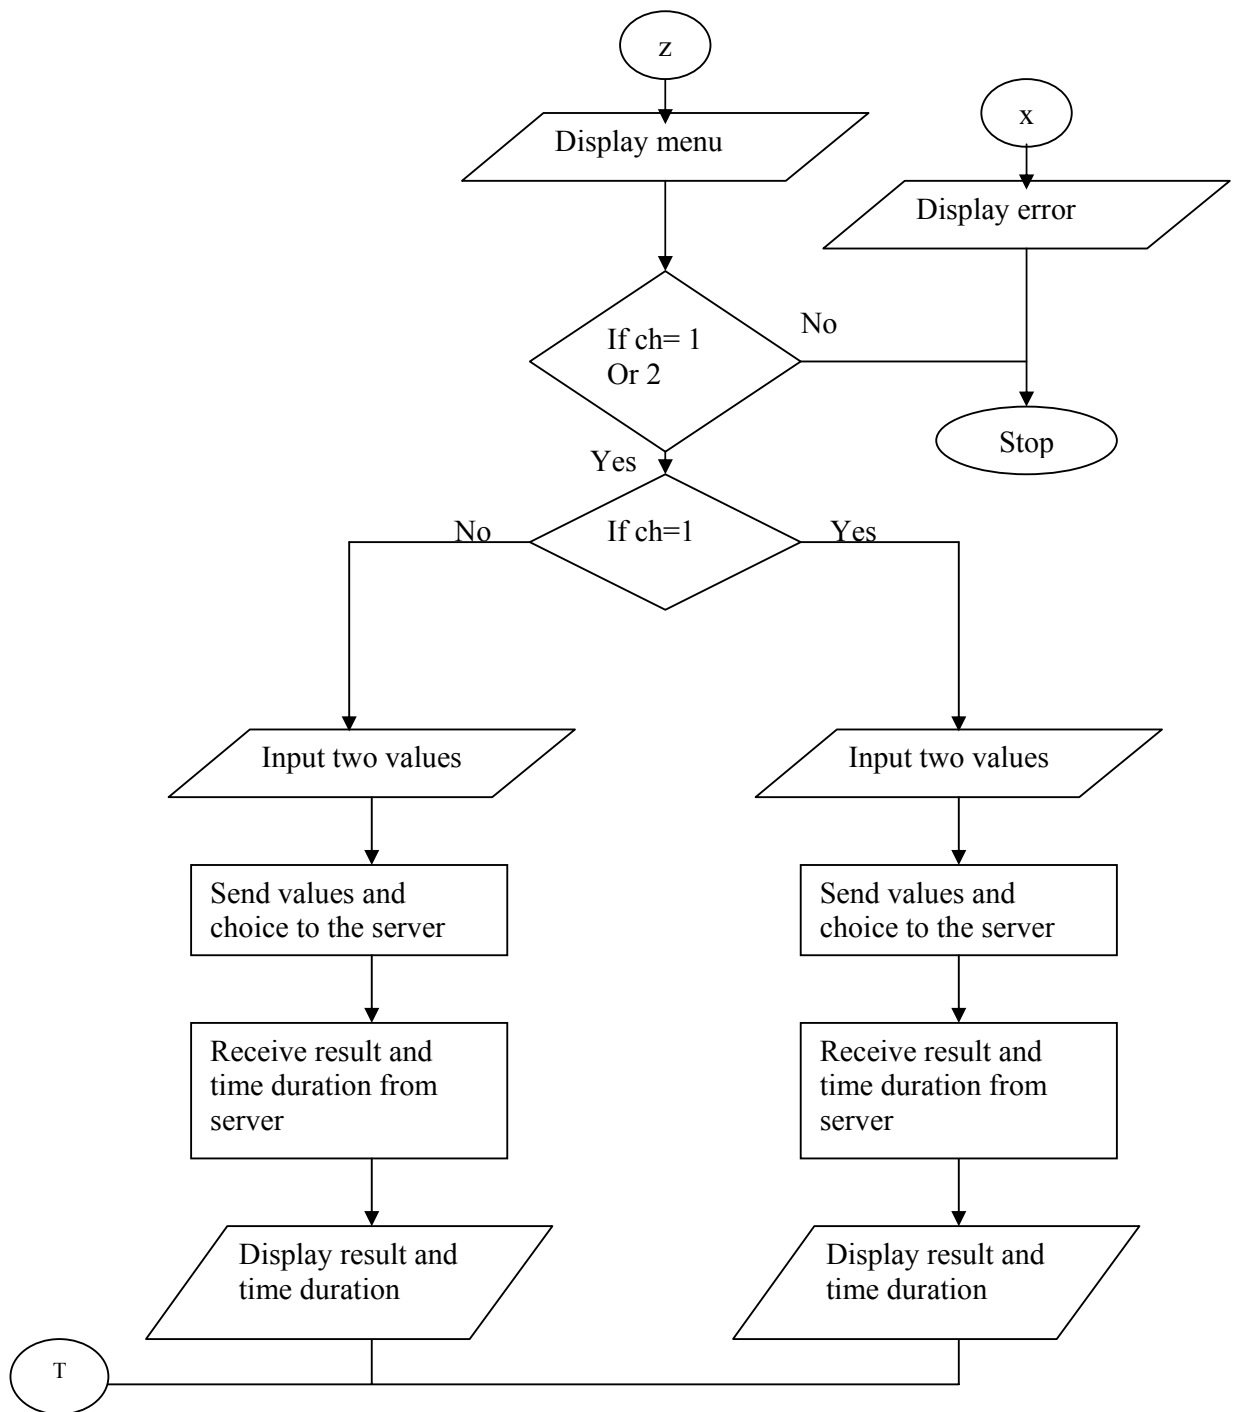 z
x
Display menu
Display error
No
If ch= 1
Or 2
Stop
Yes
No
If ch=1
Yes
Input two values
Input two values
Send values and
choice to the server
Send values and
choice to the server
Receive result and
time duration from
server
Receive result and
time duration from
server
Display result and
time duration
Display result and
time duration
T